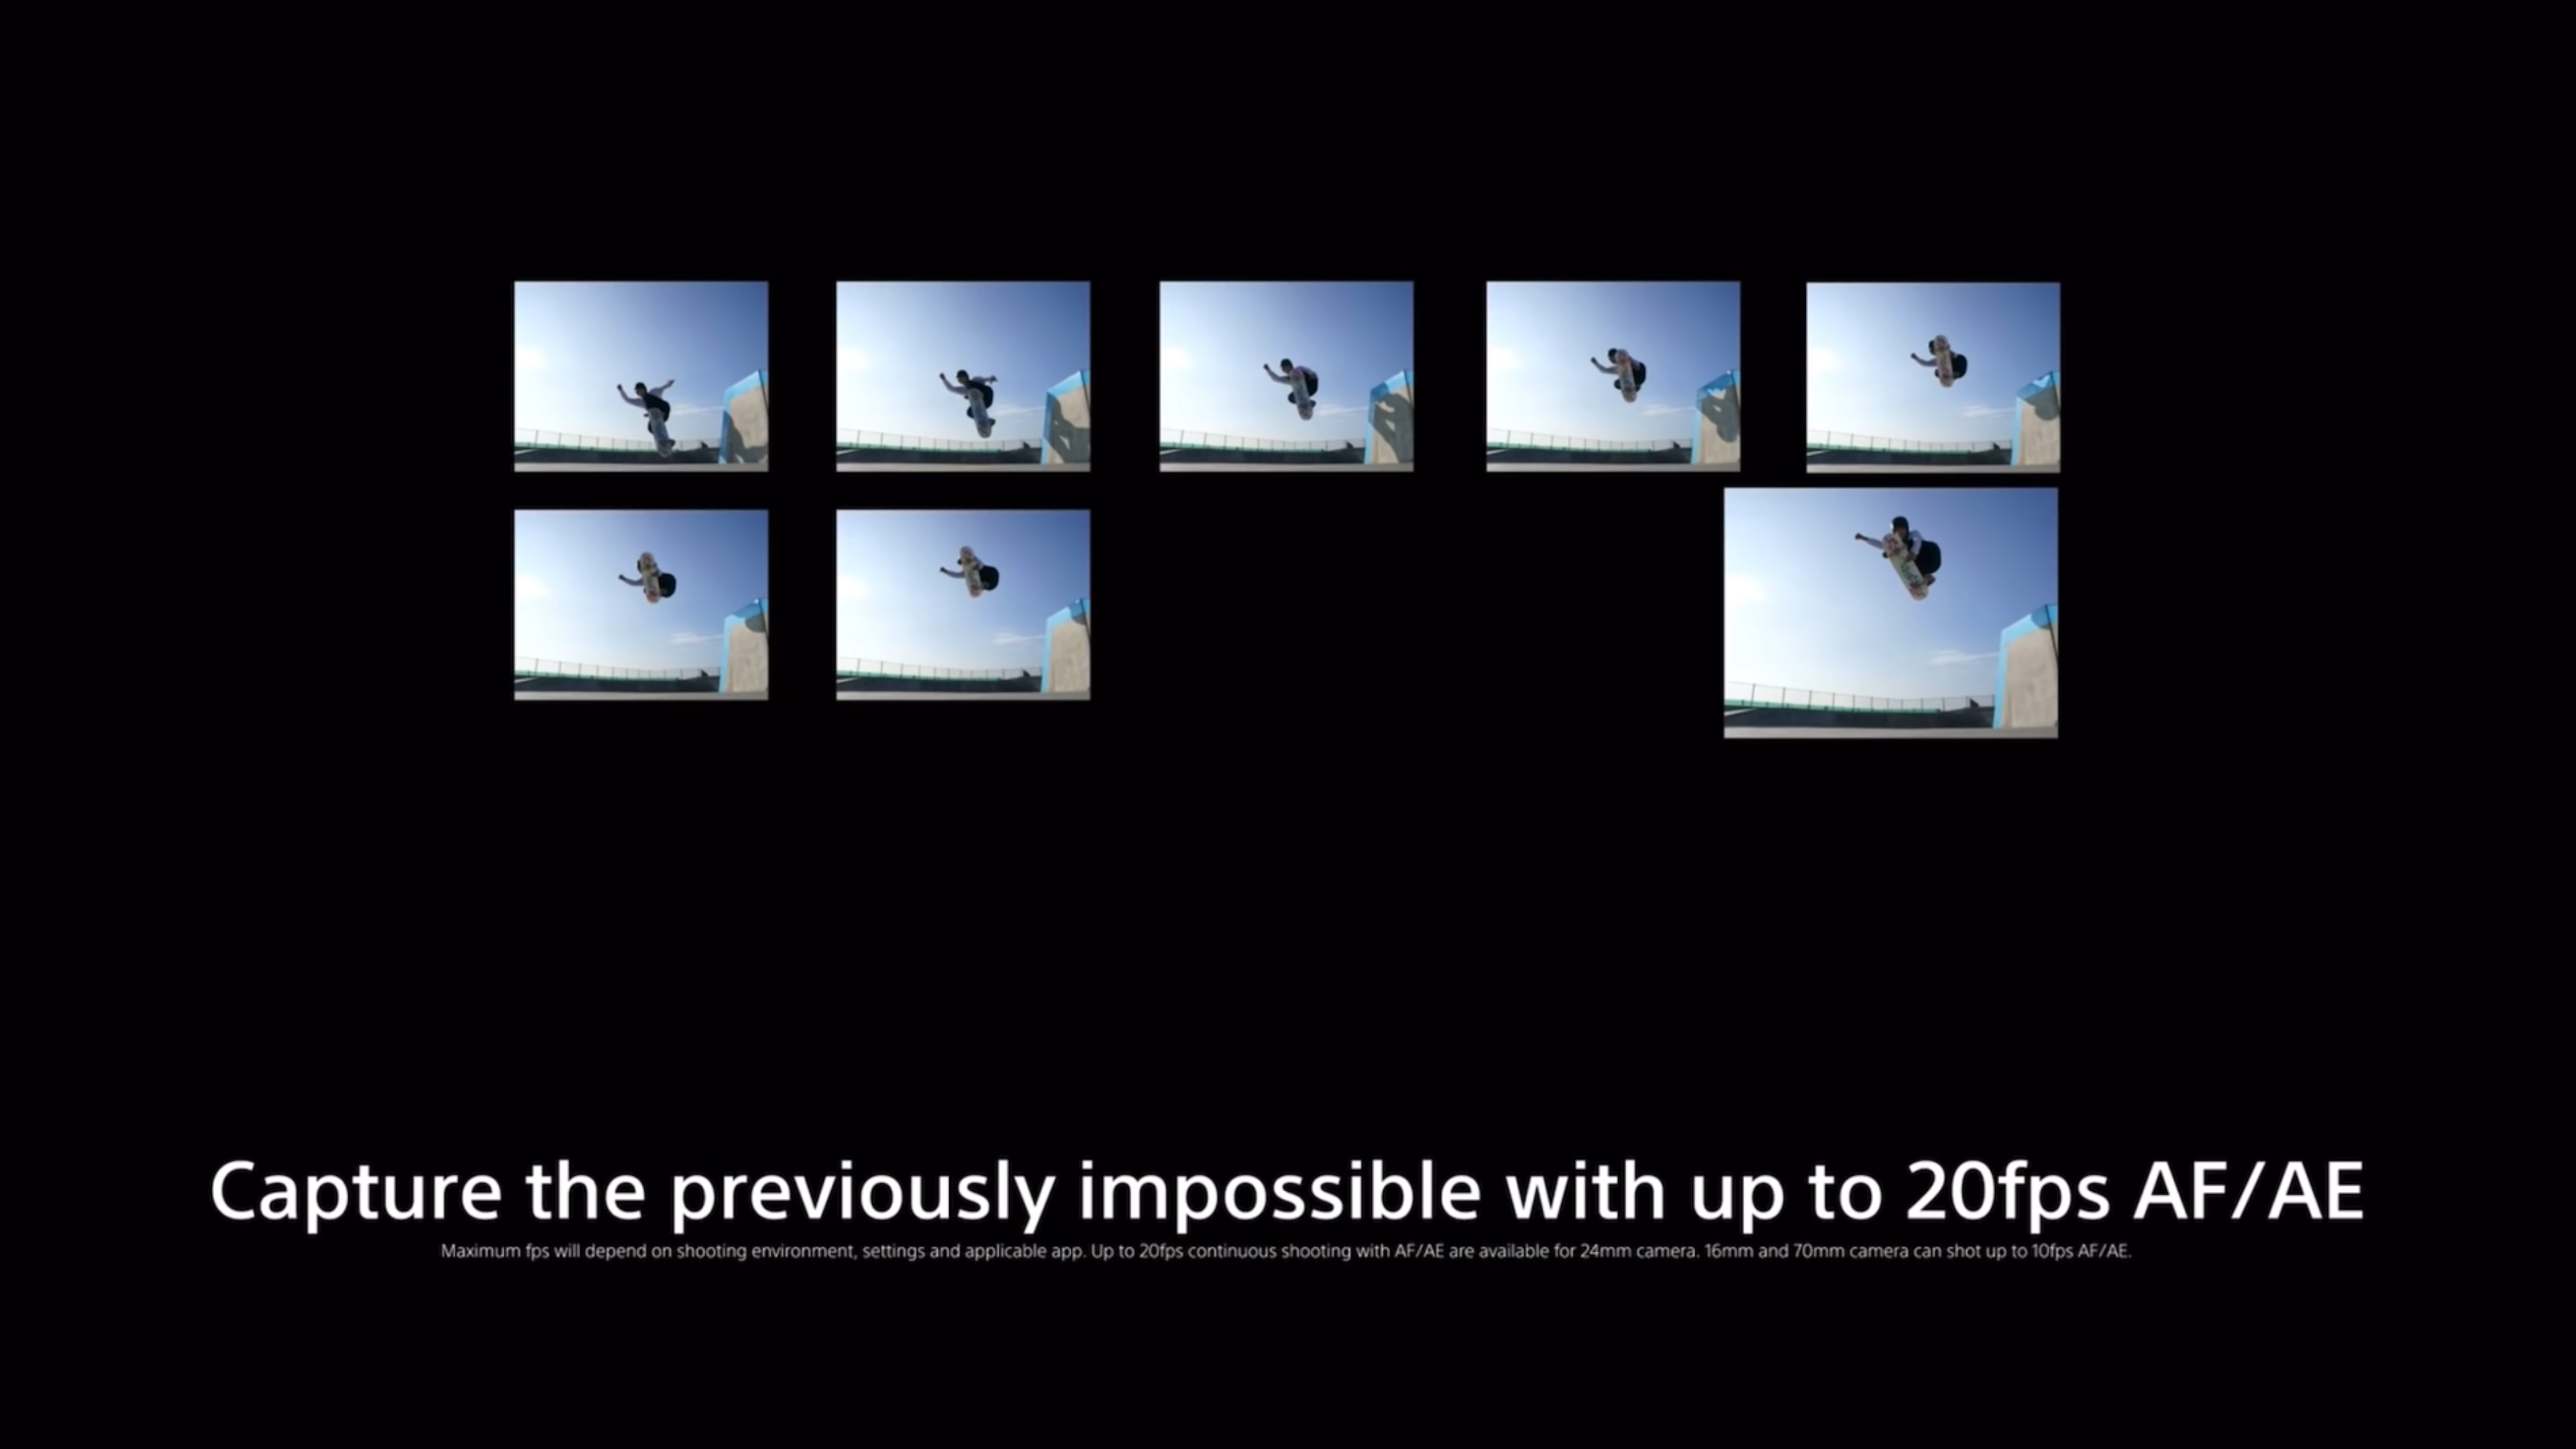 Capture the previously impossible with up to 20fps AF/AE
Maximum fps will depend on shooting environment, settings and applicable app. Up to 20fps continuous shooting with AF/AE are available for 24mm camera. 16mm and 70mm camera can shot up to 10fps AF/AE.